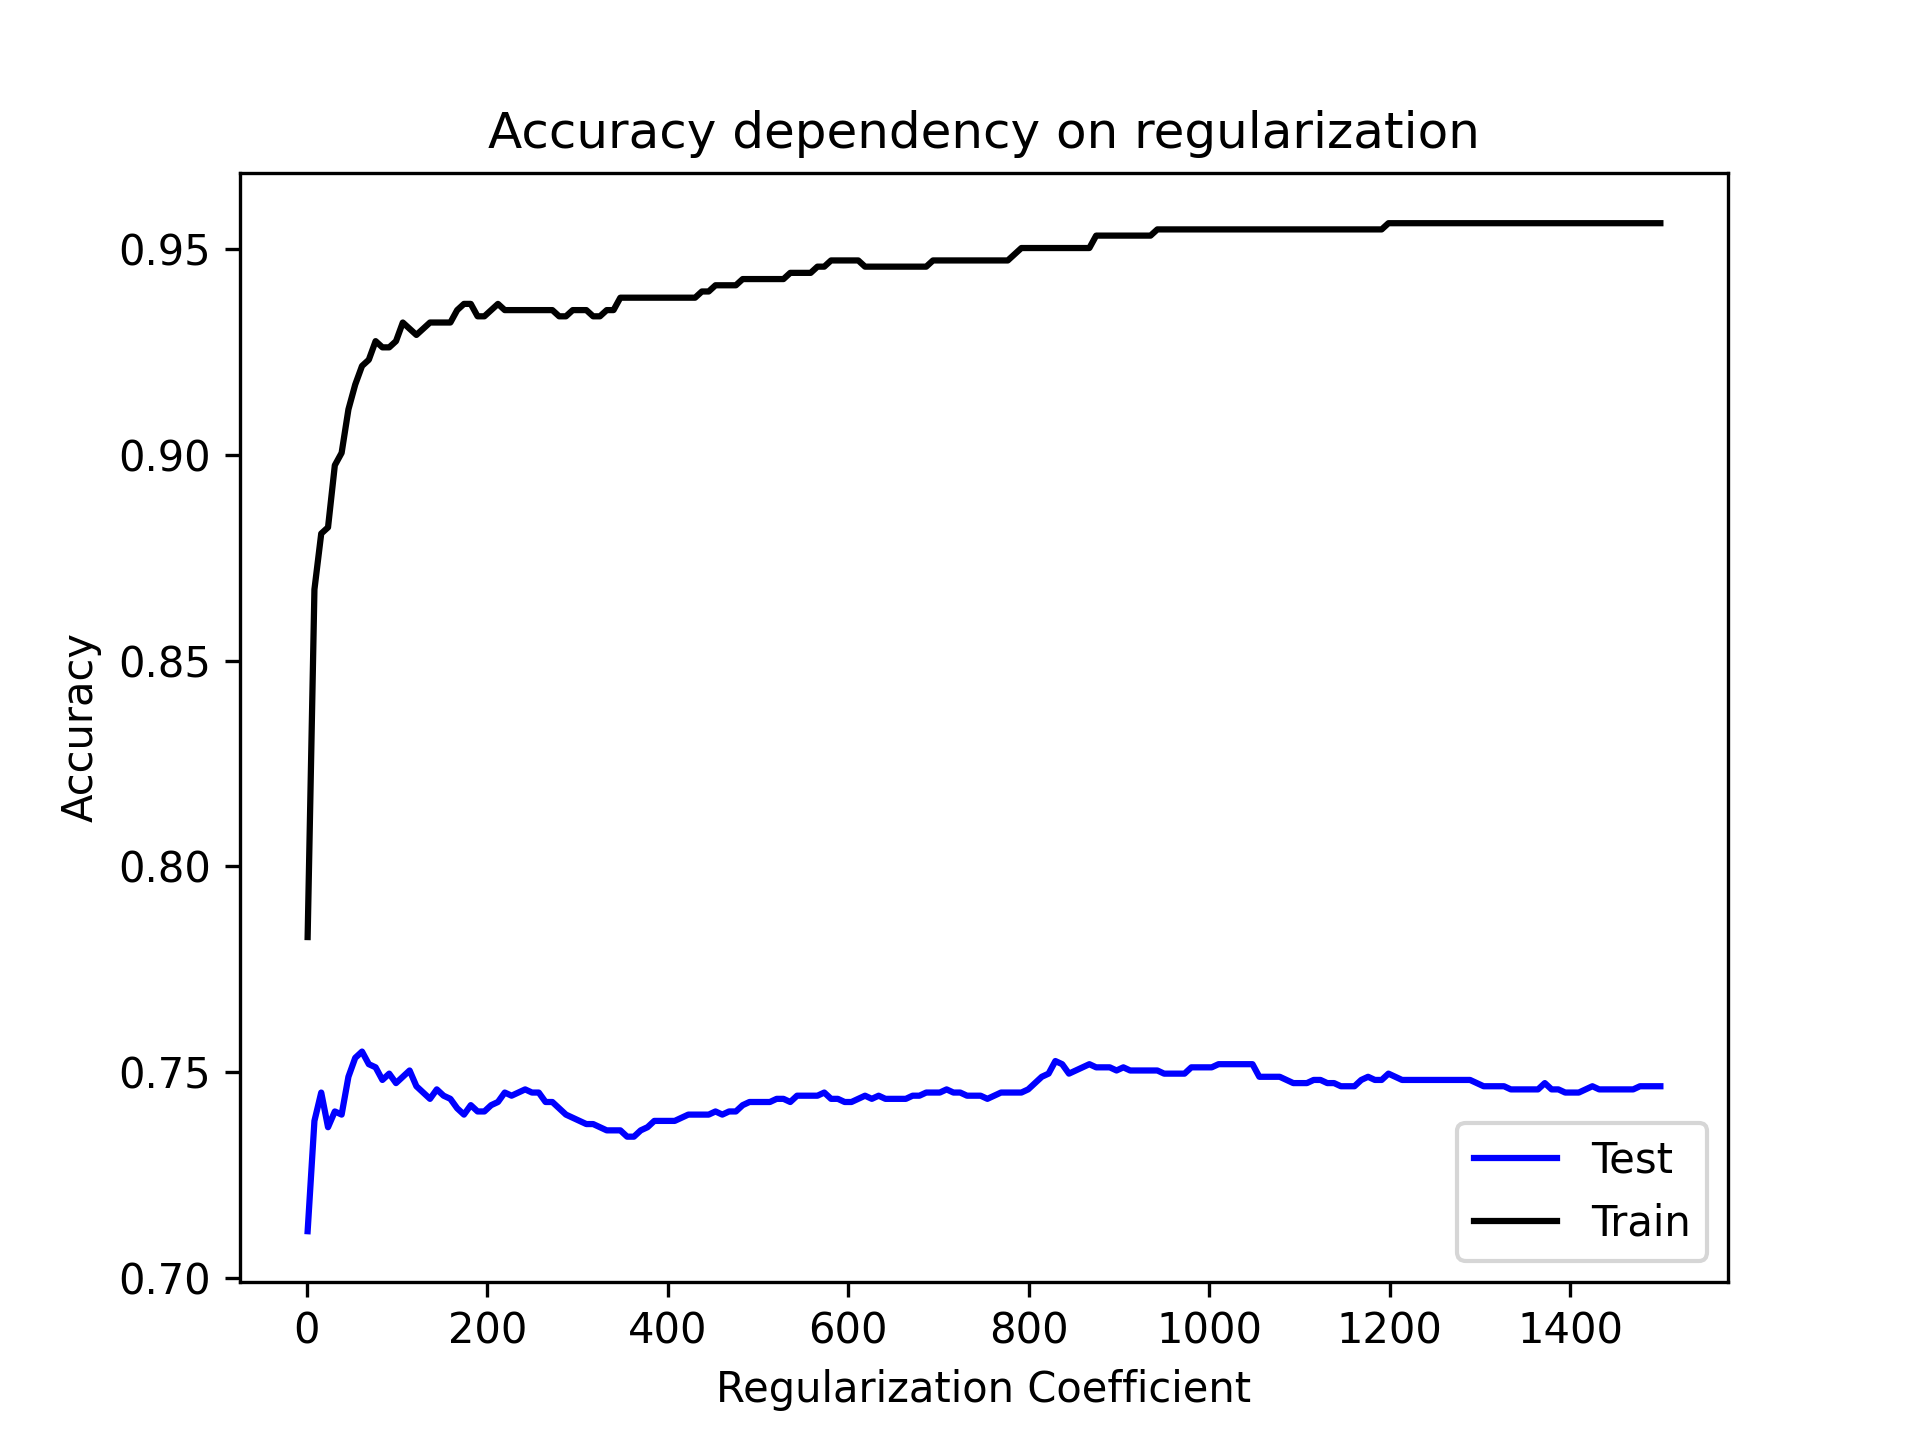 Accuracy dependency on regularization
Accuracy
0.95
0.90
0.85
0.80
0.75
0.70
0 200 400 600 800 1000 1200 1400
Regularization Coefficient
Test
Train